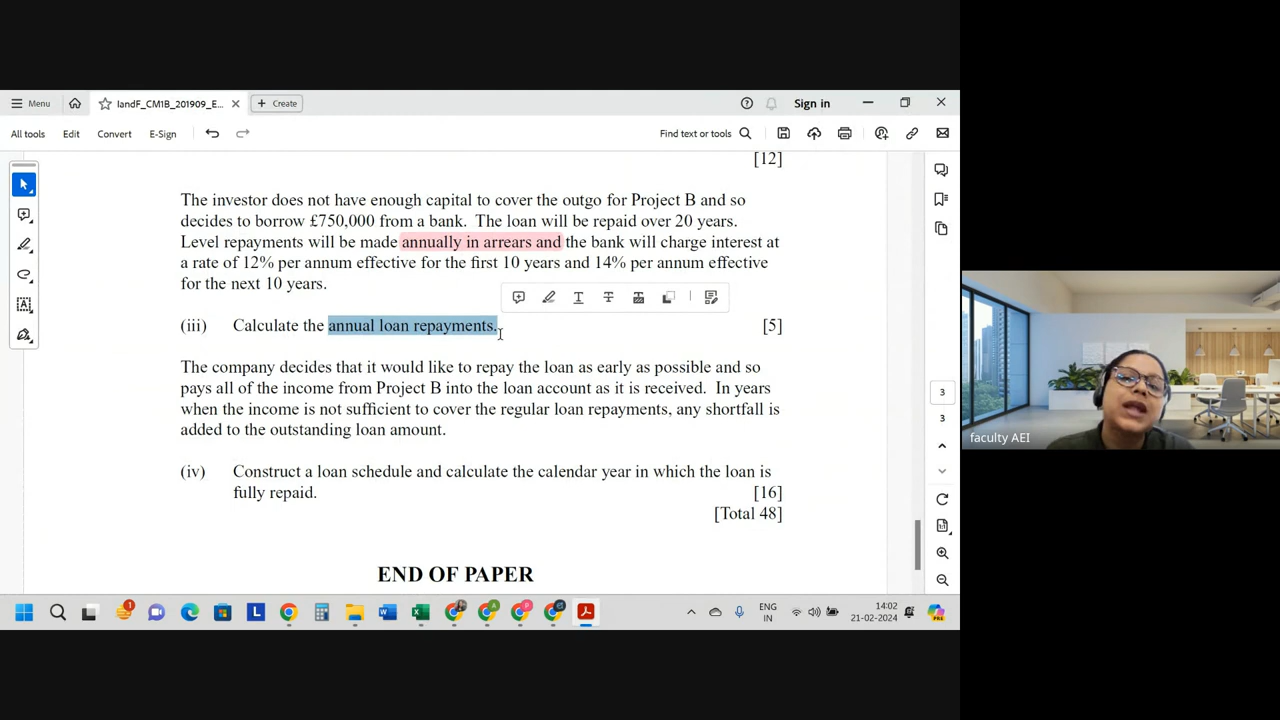 Menu
IandF_CM1B_201909_E...
Create
Sign in
All tools
Edit
Convert
E-Sign
Find text or tools
[12]
The investor does not have enough capital to cover the outgo for Project B and so
decides to borrow £750,000 from a bank. The loan will be repaid over 20 years.
Level repayments will be made annually in arrears and the bank will charge interest at
a rate of 12% per annum effective for the first 10 years and 14% per annum effective
for the next 10 years.
(iii) Calculate the annual loan repayments. [5]
The company decides that it would like to repay the loan as early as possible and so
pays all of the income from Project B into the loan account as it is received. In years
when the income is not sufficient to cover the regular loan repayments, any shortfall is
added to the outstanding loan amount.
(iv) Construct a loan schedule and calculate the calendar year in which the loan is
fully repaid. [16]
[Total 48]
END OF PAPER
3
3
faculty AEI
1
L
ENG
IN
14:02
21-02-2024
PRE